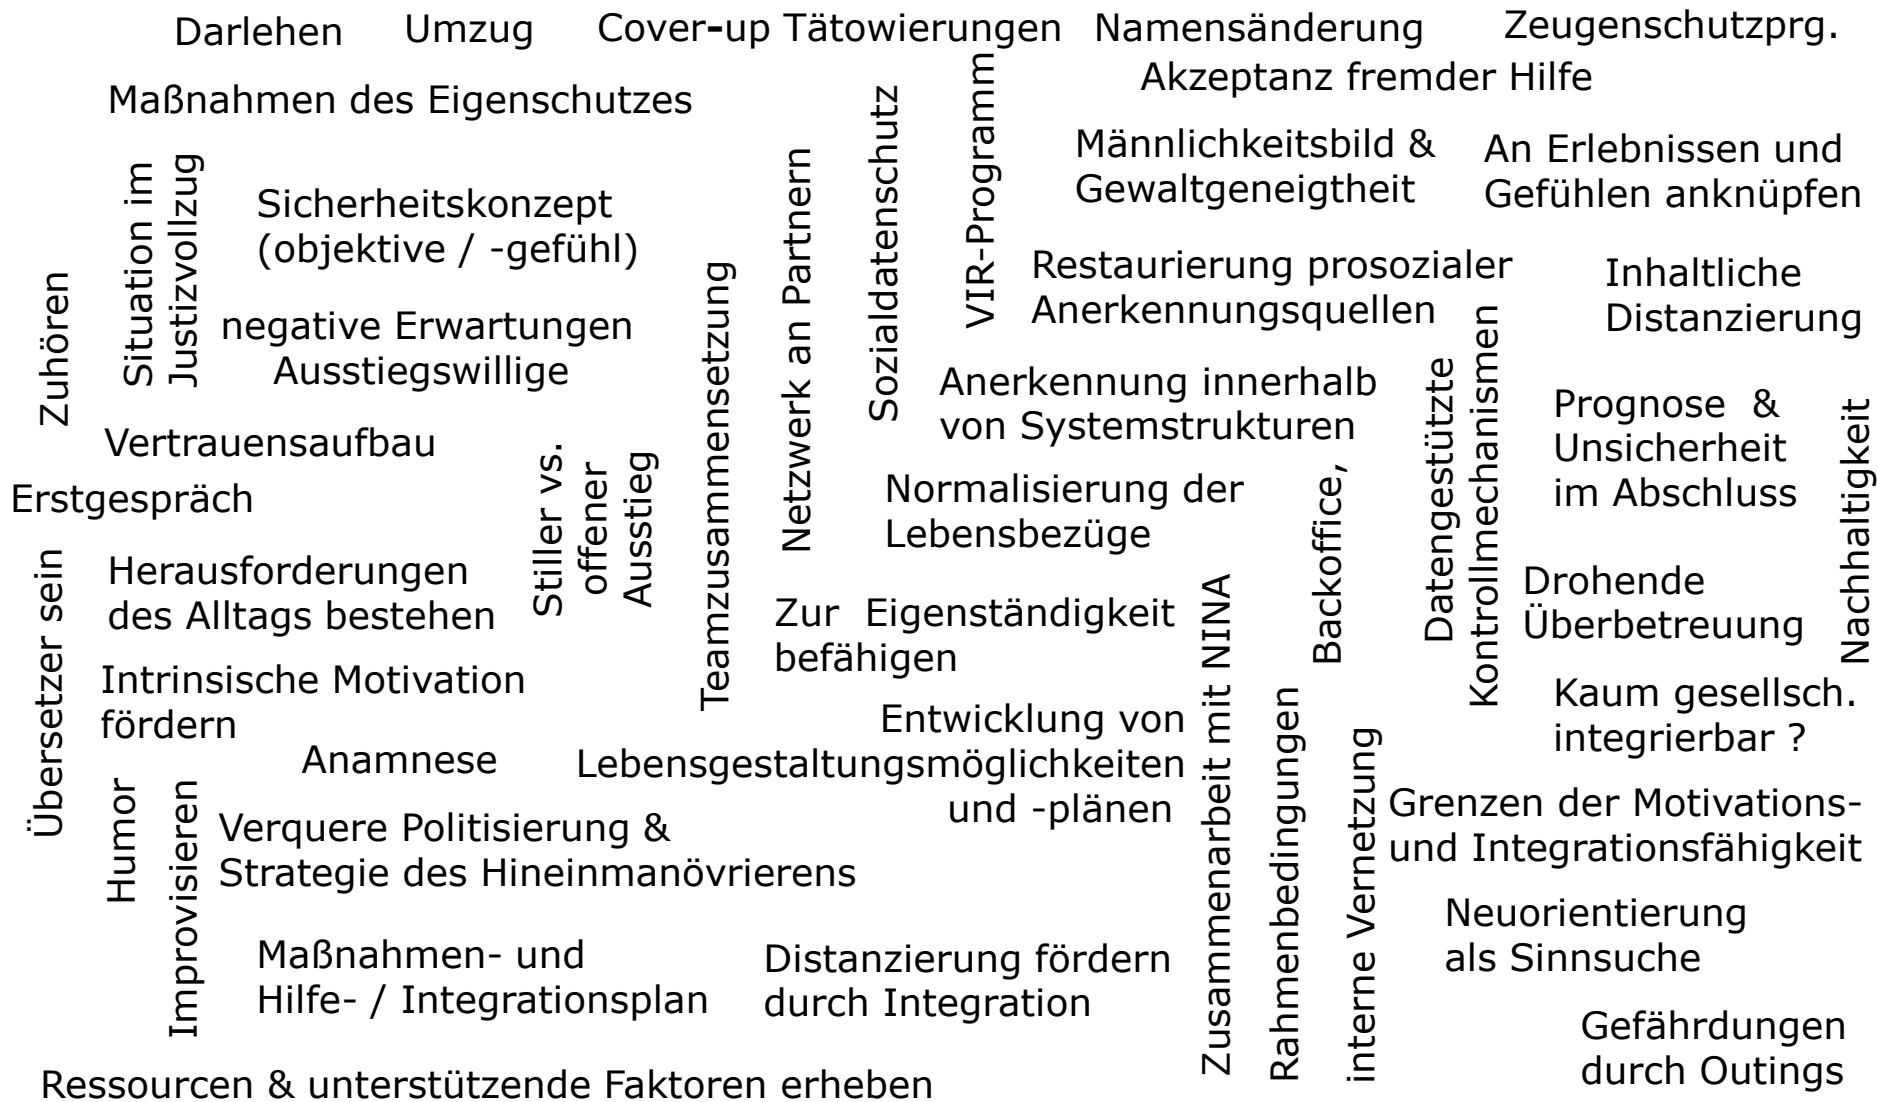 Darlehen
Umzug
Cover-up Tätowierungen
Namensänderung
Zeugenschutzprg.
Maßnahmen des Eigenschutzes
Akzeptanz fremder Hilfe
Situation im
Justizvollzug
Sicherheitskonzept
(objektive / -gefühl)
Netzwerk an Partnern
Sozialdatenschutz
VIR-Programm
Männlichkeitsbild &
Gewaltgeneigtheit
An Erlebnissen und
Gefühlen anknüpfen
Zuhören
negative Erwartungen
Ausstiegswillige
Teamzusammensetzung
Restaurierung prosozialer
Anerkennungsquellen
Inhaltliche
Distanzierung
Vertrauensaufbau
Anerkennung innerhalb
von Systemstrukturen
Datengestützte
Kontrollmechanismen
Prognose &
Unsicherheit
im Abschluss
Nachhaltigkeit
Erstgespräch
Stiller vs.
offener
Ausstieg
Normalisierung der
Lebensbezüge
Backoffice,
Übersetzer sein
Herausforderungen
des Alltags bestehen
Zur Eigenständigkeit
befähigen
Zusammenarbeit mit NINA
Drohende
Überbetreuung
Intrinsische Motivation
fördern
Entwicklung von
Lebensgestaltungsmöglichkeiten
und -plänen
Rahmenbedingungen
interne Vernetzung
Kaum gesellsch.
integrierbar ?
Anamnese
Humor
Improvisieren
Verquere Politisierung &
Strategie des Hineinmanövrierens
Grenzen der Motivations-
und Integrationsfähigkeit
Maßnahmen- und
Hilfe- / Integrationsplan
Distanzierung fördern
durch Integration
Neuorientierung
als Sinnsuche
Gefährdungen
durch Outings
Ressourcen & unterstützende Faktoren erheben